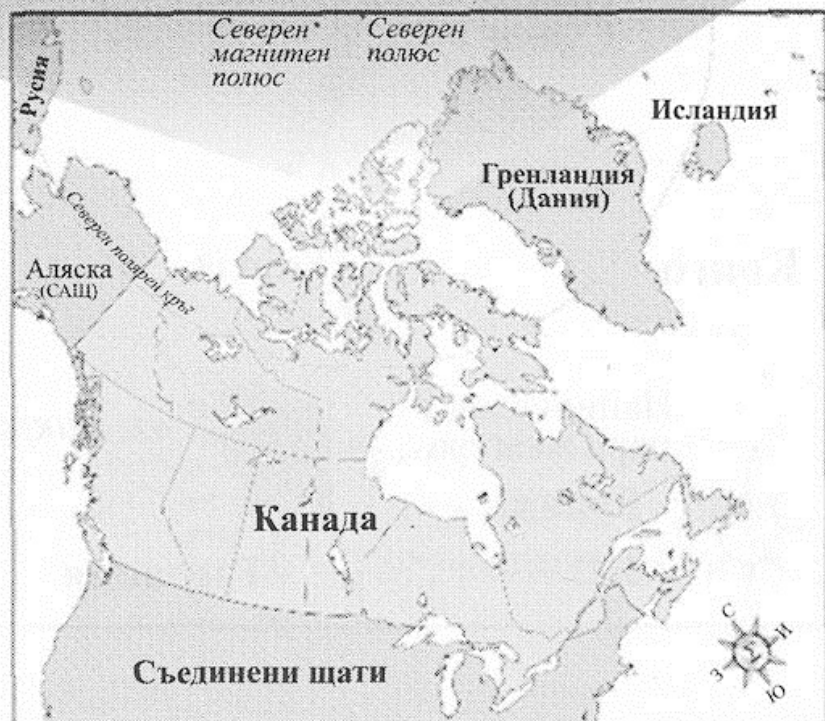 Северен магнитен полюс
Северен полюс
Русия
Исландия
Гренландия
(Дания)
Северен полярен кръг
Аляска
(САЩ)
Канада
Съединени щати
С
И
З
Ю